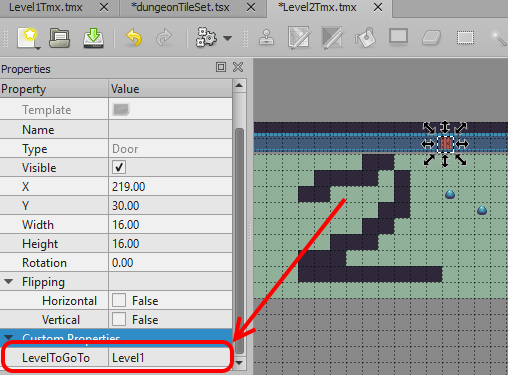 Level1Tmx.tmx *dungeonTileSet.tsx *Level2Tmx.tmx
Properties
Property Value
Template
Name
Type Door
Visible
X 219.00
Y 30.00
Width 16.00
Height 16.00
Rotation 0.00
Flipping
Horizontal False
Vertical False
Custom Properties
LevelToGoTo Level1
2